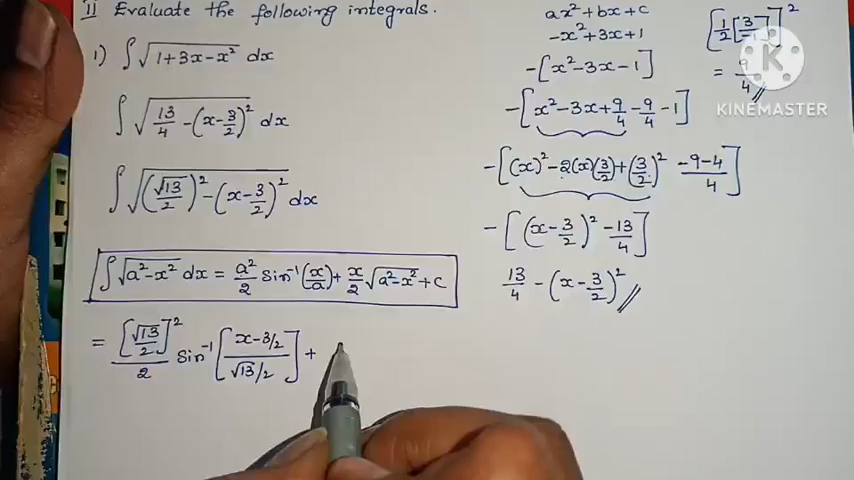 II Evaluate the following integrals.
1) ∫ √(1+3x-x²) dx
∫ √(13/4 - (x-3/2)²) dx
∫ √((√13/2)² - (x-3/2)²) dx
∫ √(a²-x²) dx = a²/2 sin⁻¹(x/a) + x/2 √(a²-x²) + c
= [√13/2]²/2 sin⁻¹[(x-3/2)/(√13/2)] +
ax²+bx+c
-x²+3x+1
-[x²-3x-1]
-[x²-3x+9/4-9/4-1]
-[(x)²-2(x)(3/2)+(3/2)² (-9-4)/4]
-[(x-3/2)² -13/4]
13/4 - (x-3/2)²
= 9/4
KINEMASTER